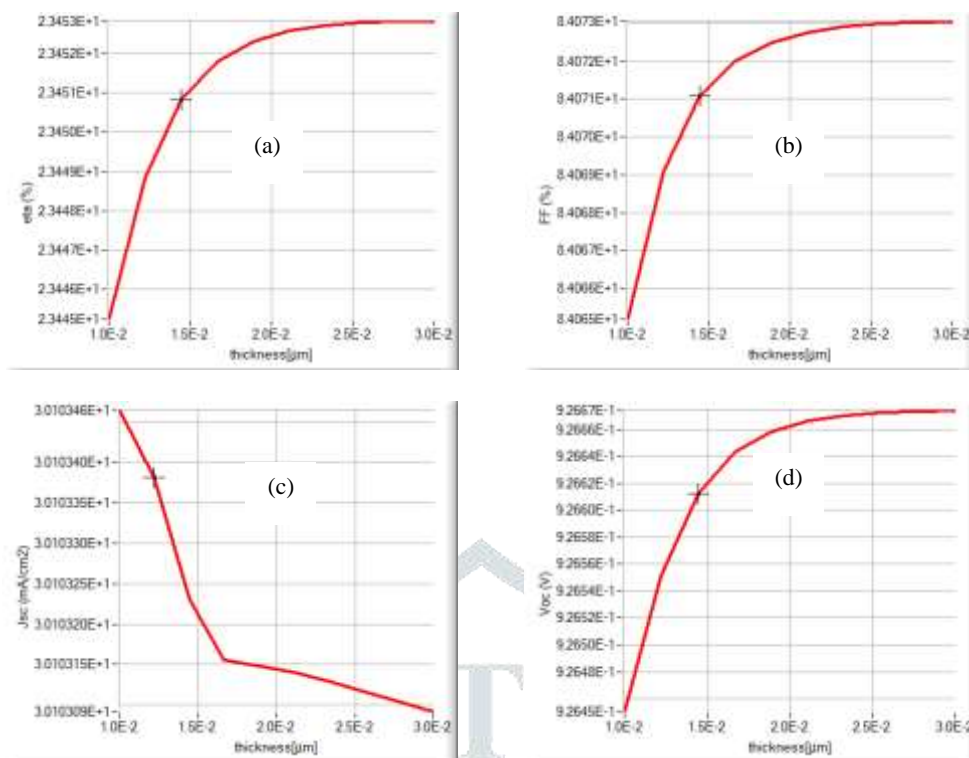 2.3453E+1
2.3452E+1
2.3451E+1
2.3450E+1
2.3449E+1
2.3448E+1
2.3447E+1
2.3446E+1
2.3445E+1
eta (%)
(a)
1.0E-2 1.5E-2 2.0E-2 2.5E-2 3.0E-2
thickness[µm]
8.4073E+1
8.4072E+1
8.4071E+1
8.4070E+1
8.4069E+1
8.4068E+1
8.4067E+1
8.4066E+1
8.4065E+1
FF (%)
(b)
1.0E-2 1.5E-2 2.0E-2 2.5E-2 3.0E-2
thickness[µm]
3.010346E+1
3.010340E+1
3.010335E+1
3.010330E+1
3.010325E+1
3.010320E+1
3.010315E+1
3.010309E+1
Jsc (mA/cm2)
(c)
1.0E-2 1.5E-2 2.0E-2 2.5E-2 3.0E-2
thickness[µm]
9.2667E-1
9.2666E-1
9.2664E-1
9.2662E-1
9.2660E-1
9.2658E-1
9.2656E-1
9.2654E-1
9.2652E-1
9.2650E-1
9.2648E-1
9.2645E-1
Voc (V)
(d)
1.0E-2 1.5E-2 2.0E-2 2.5E-2 3.0E-2
thickness[µm]
T